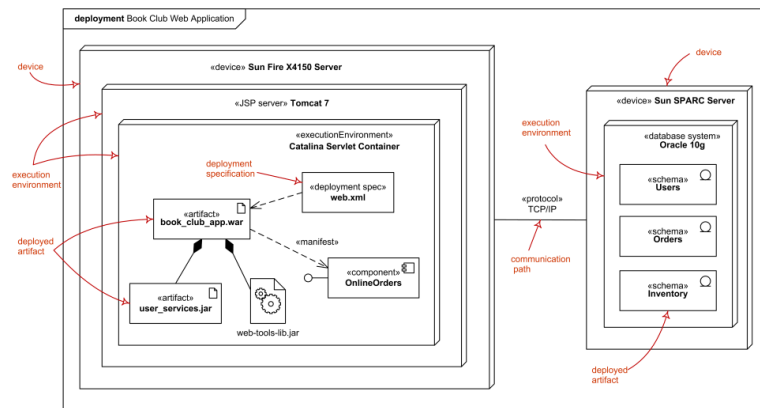 deployment Book Club Web Application
device
«device» Sun Fire X4150 Server
«JSP server» Tomcat 7
«executionEnvironment»
Catalina Servlet Container
execution
environment
deployment
specification
«deployment spec»
web.xml
«artifact»
book_club_app.war
«manifest»
deployed
artifact
«component»
OnlineOrders
«artifact»
user_services.jar
web-tools-lib.jar
«protocol»
TCP/IP
communication
path
device
«device» Sun SPARC Server
execution
environment
«database system»
Oracle 10g
«schema»
Users
«schema»
Orders
«schema»
Inventory
deployed
artifact